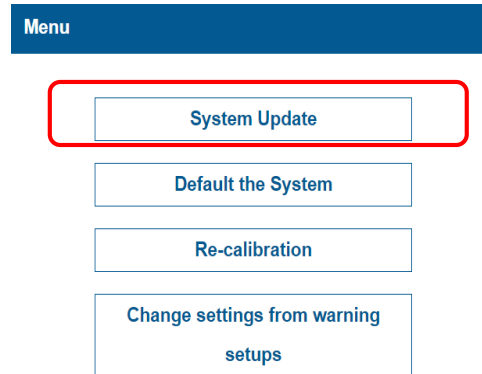 Menu
System Update
Default the System
Re-calibration
Change settings from warning
setups